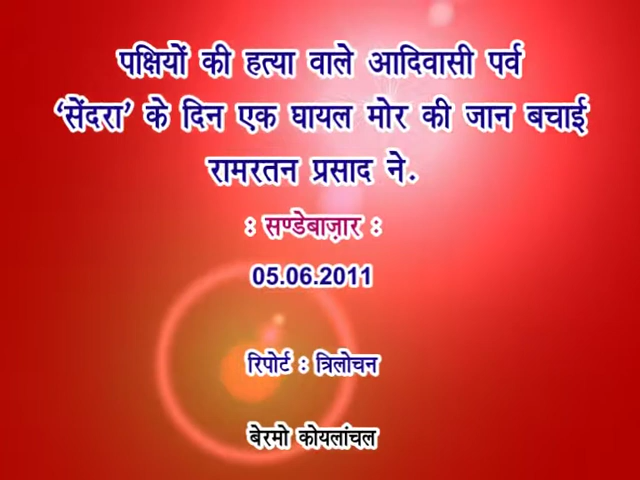 पक्षियों की हत्या वाले आदिवासी पर्व
‘सेंदरा’ के दिन एक घायल मोर की जान बचाई
रामरतन प्रसाद ने.
: सण्डेबाज़ार :
05.06.2011
रिपोर्ट : त्रिलोचन
बेरमो कोयलांचल